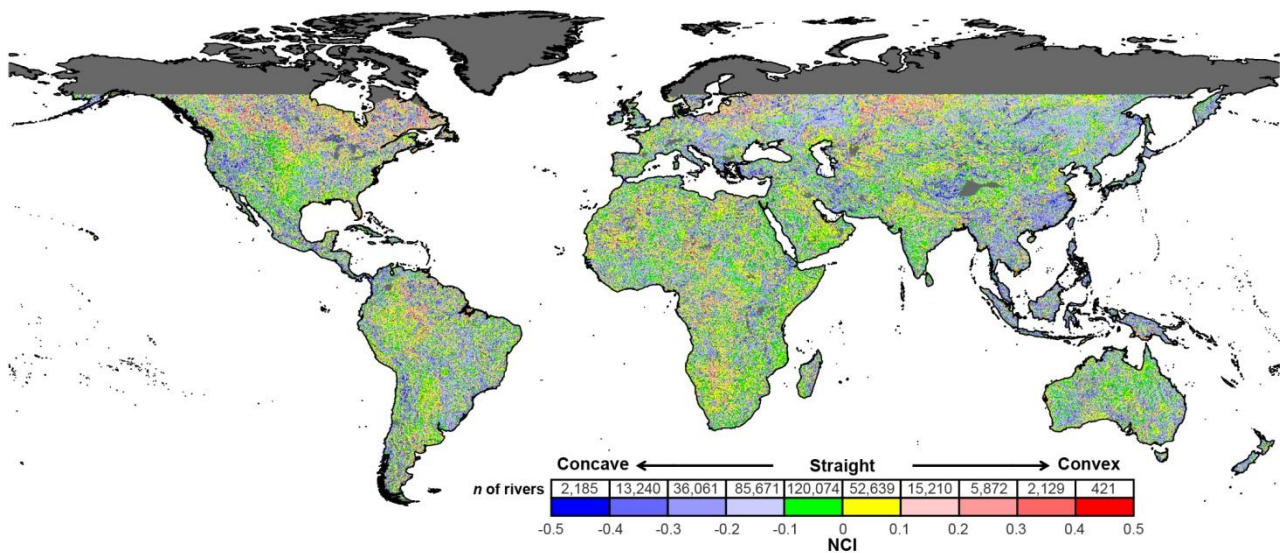 Concave Straight Convex
n of rivers 2,185 13,240 36,061 85,671 120,074 52,639 15,210 5,872 2,129 421
-0.5 -0.4 -0.3 -0.2 -0.1 0 0.1 0.2 0.3 0.4 0.5
NCI